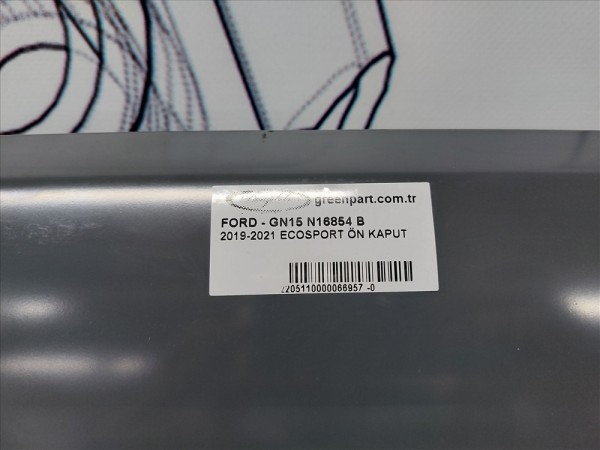 greenpart.com.tr
FORD - GN15 N16854 B
2019-2021 ECOSPORT ÖN KAPUT
2205110000066957 -0